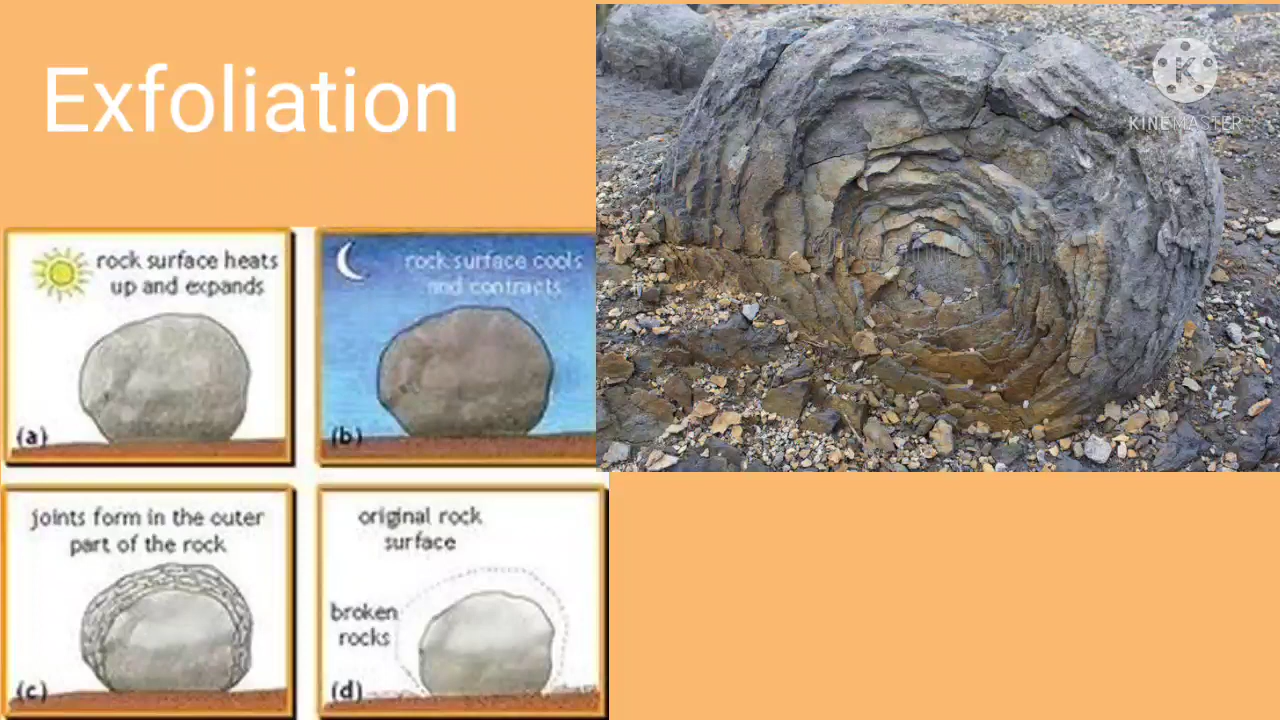 Exfoliation
KINEMASTER
rock surface heats
up and expands
(a)
rock surface cools
and contracts
(b)
joints form in the outer
part of the rock
(c)
original rock
surface
broken
rocks
(d)